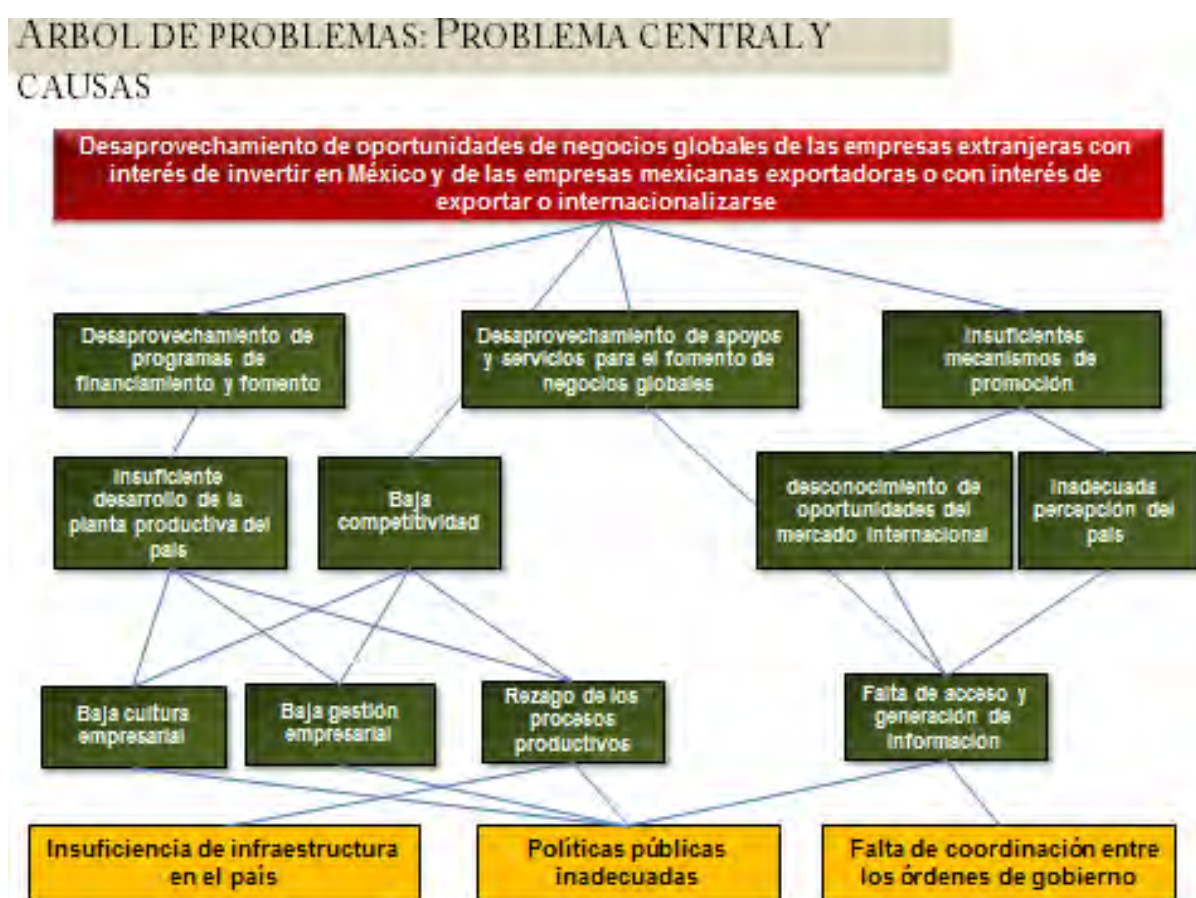 ARBOL DE PROBLEMAS: PROBLEMA CENTRAL Y
CAUSAS
Desaprovechamiento de oportunidades de negocios globales de las empresas extranjeras con
interés de invertir en México y de las empresas mexicanas exportadoras o con interés de
exportar o internacionalizarse
Desaprovechamiento de
programas de
financiamiento y fomento
Desaprovechamiento de apoyos
y servicios para el fomento de
negocios globales
Insuficientes
mecanismos de
promoción
Insuficiente
desarrollo de la
planta productiva del
país
Baja
competitividad
desconocimiento de
oportunidades del
mercado internacional
Inadecuada
percepción del
país
Baja cultura
empresarial
Baja gestión
empresarial
Rezago de los
procesos
productivos
Falta de acceso y
generación de
información
Insuficiencia de infraestructura
en el país
Políticas públicas
inadecuadas
Falta de coordinación entre
los órdenes de gobierno